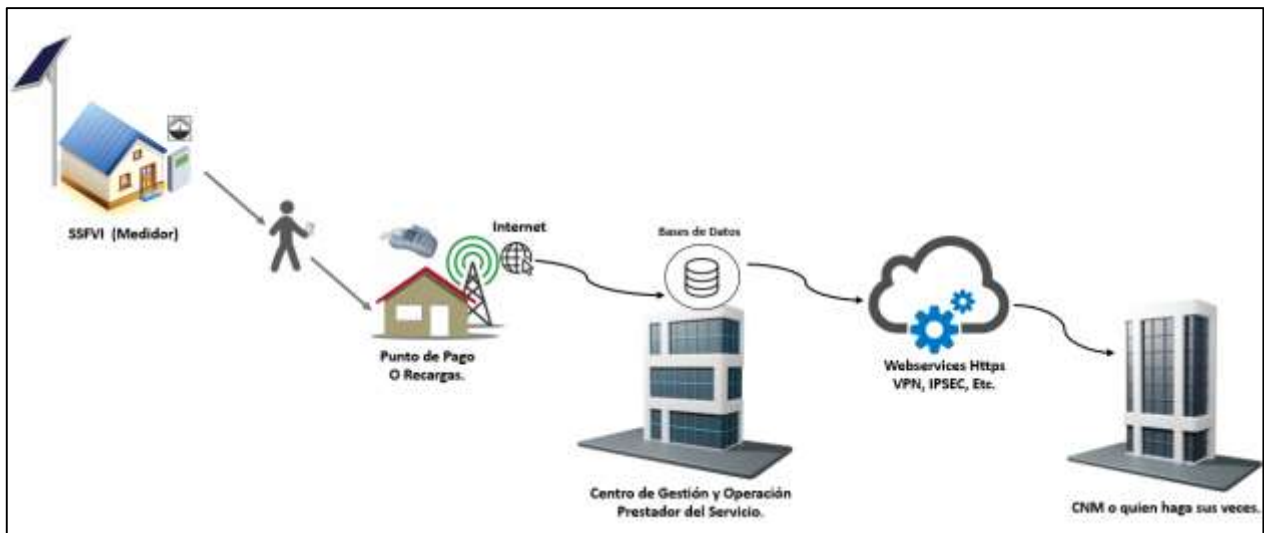 SSFVI (Medidor)
Internet
Punto de Pago
O Recargas.
Bases de Datos
Centro de Gestión y Operación
Prestador del Servicio.
Webservices Https
VPN, IPSEC, Etc.
CNM o quien haga sus veces.